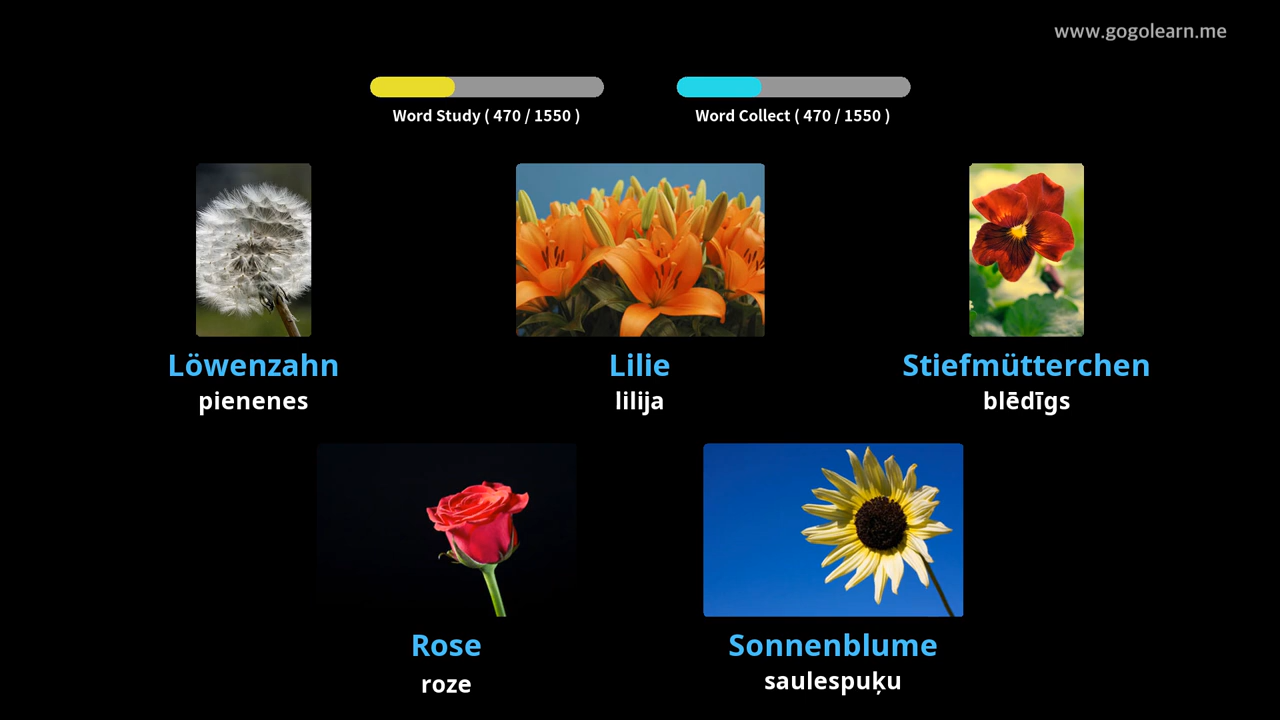 www.gogolearn.me
Word Study ( 470 / 1550 )
Word Collect ( 470 / 1550 )
Löwenzahn
pienenes
Lilie
lilija
Stiefmütterchen
blēdīgs
Rose
roze
Sonnenblume
saulespuķu